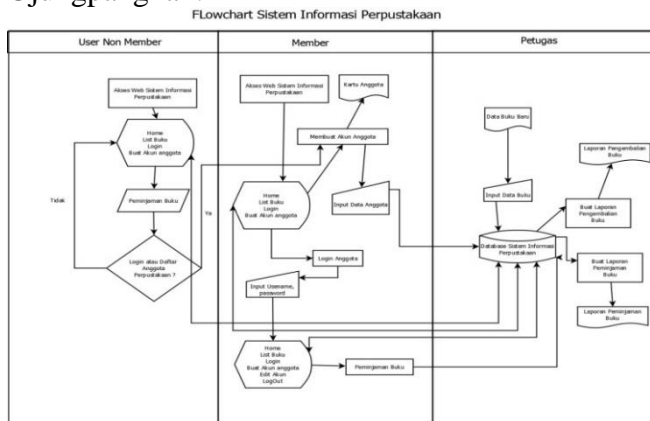 FLowchart Sistem Informasi Perpustakaan
User Non Member
Member
Petugas
Akses Web Sistem Informasi
Perpustakaan
Home
List Buku
Login
Buat Akun anggota
Peminjaman Buku
Tidak
Ya
Login atau Daftar
Anggota
Perpustakaan ?
Akses Web Sistem Informasi
Perpustakaan
Kartu Anggota
Membuat Akun Anggota
Home
List Buku
Login
Buat Akun anggota
Input Data Anggota
Login Anggota
Input Username,
password
Home
List Buku
Login
Buat Akun anggota
Edit Akun
LogOut
Peminjaman Buku
Data Buku Baru
Input Data Buku
Database Sistem Informasi
Perpustakaan
Laporan Pengembalian
Buku
Buat Laporan
Pengembalian
Buku
Buat Laporan
Peminjaman
Buku
Laporan Peminjaman
Buku